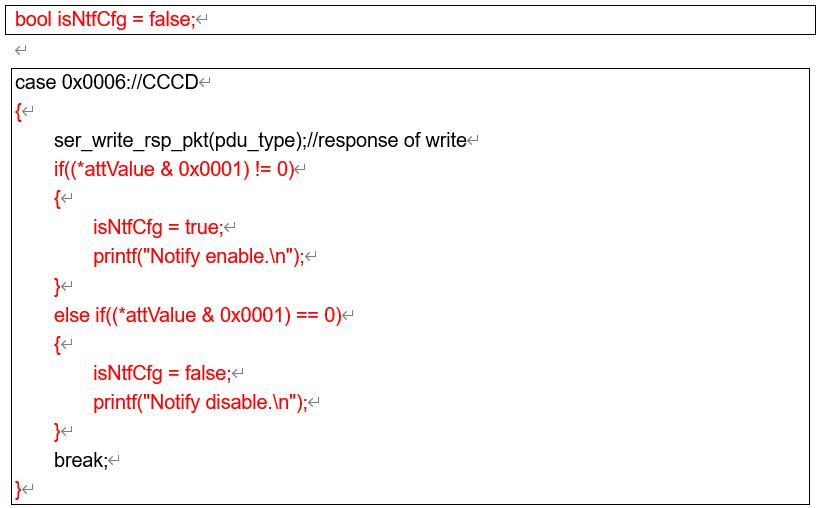 bool isNtfCfg = false;↵
↵
case 0x0006://CCCD↵
{↵
ser_write_rsp_pkt(pdu_type);//response of write↵
if((*attValue & 0x0001) != 0)↵
{↵
isNtfCfg = true;↵
printf("Notify enable.\n");↵
}↵
else if((*attValue & 0x0001) == 0)↵
{↵
isNtfCfg = false;↵
printf("Notify disable.\n");↵
}↵
break;↵
}↵